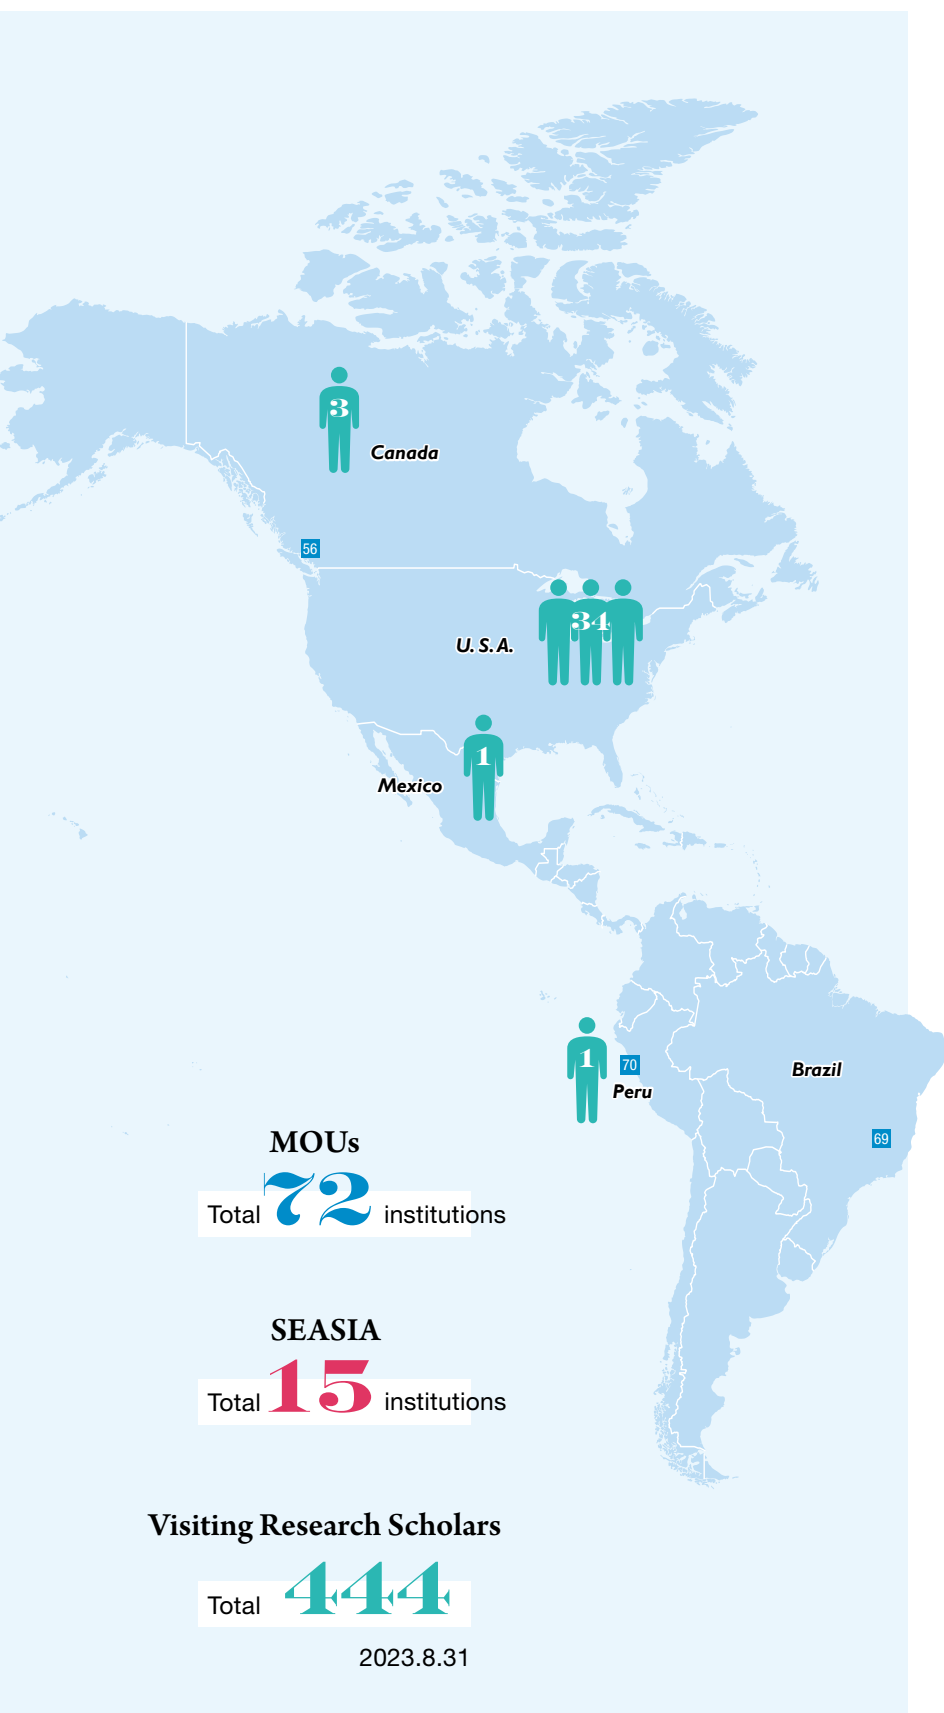 3
Canada
56
34
U. S. A.
1
Mexico
1
70
Peru
Brazil
69
MOUs
Total 72 institutions
SEASIA
Total 15 institutions
Visiting Research Scholars
Total 444
2023.8.31